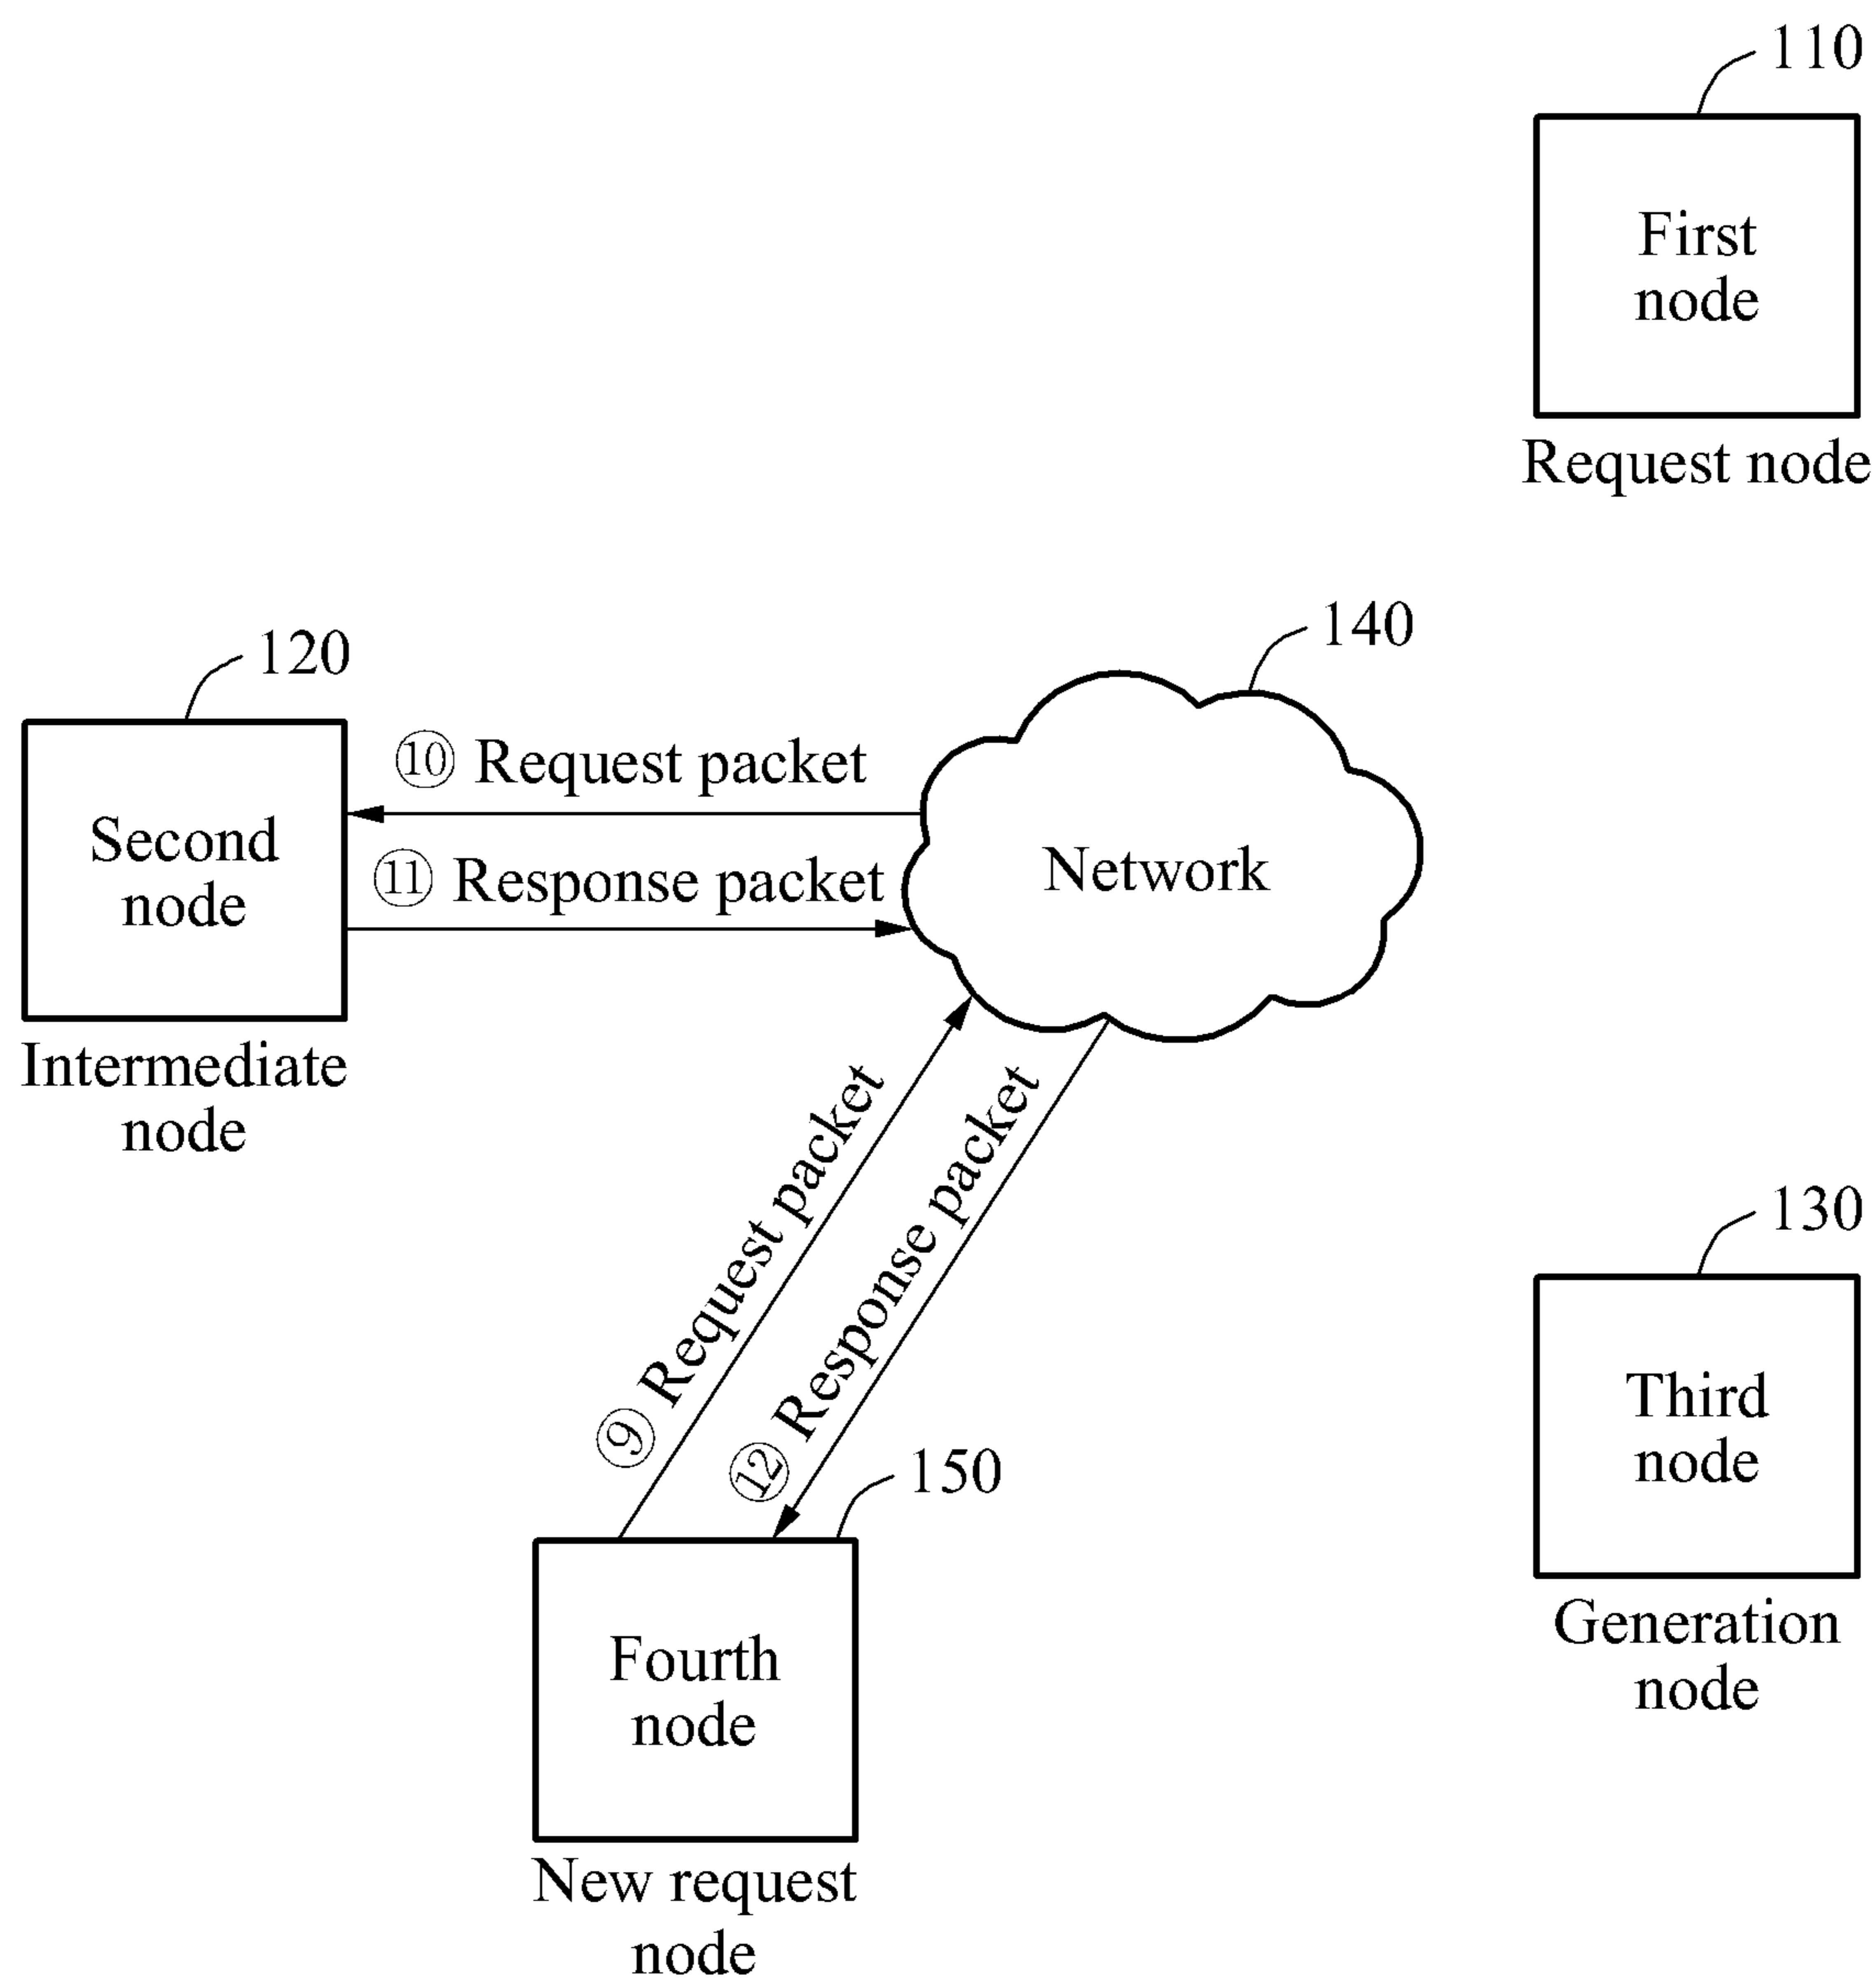 110
First
node
Request node
140
120
⑩ Request packet
Second
node
⑪ Response packet
Network
Intermediate
node
⑨ Request packet
⑫ Response packet
130
Third
node
Generation
node
150
Fourth
node
New request
node